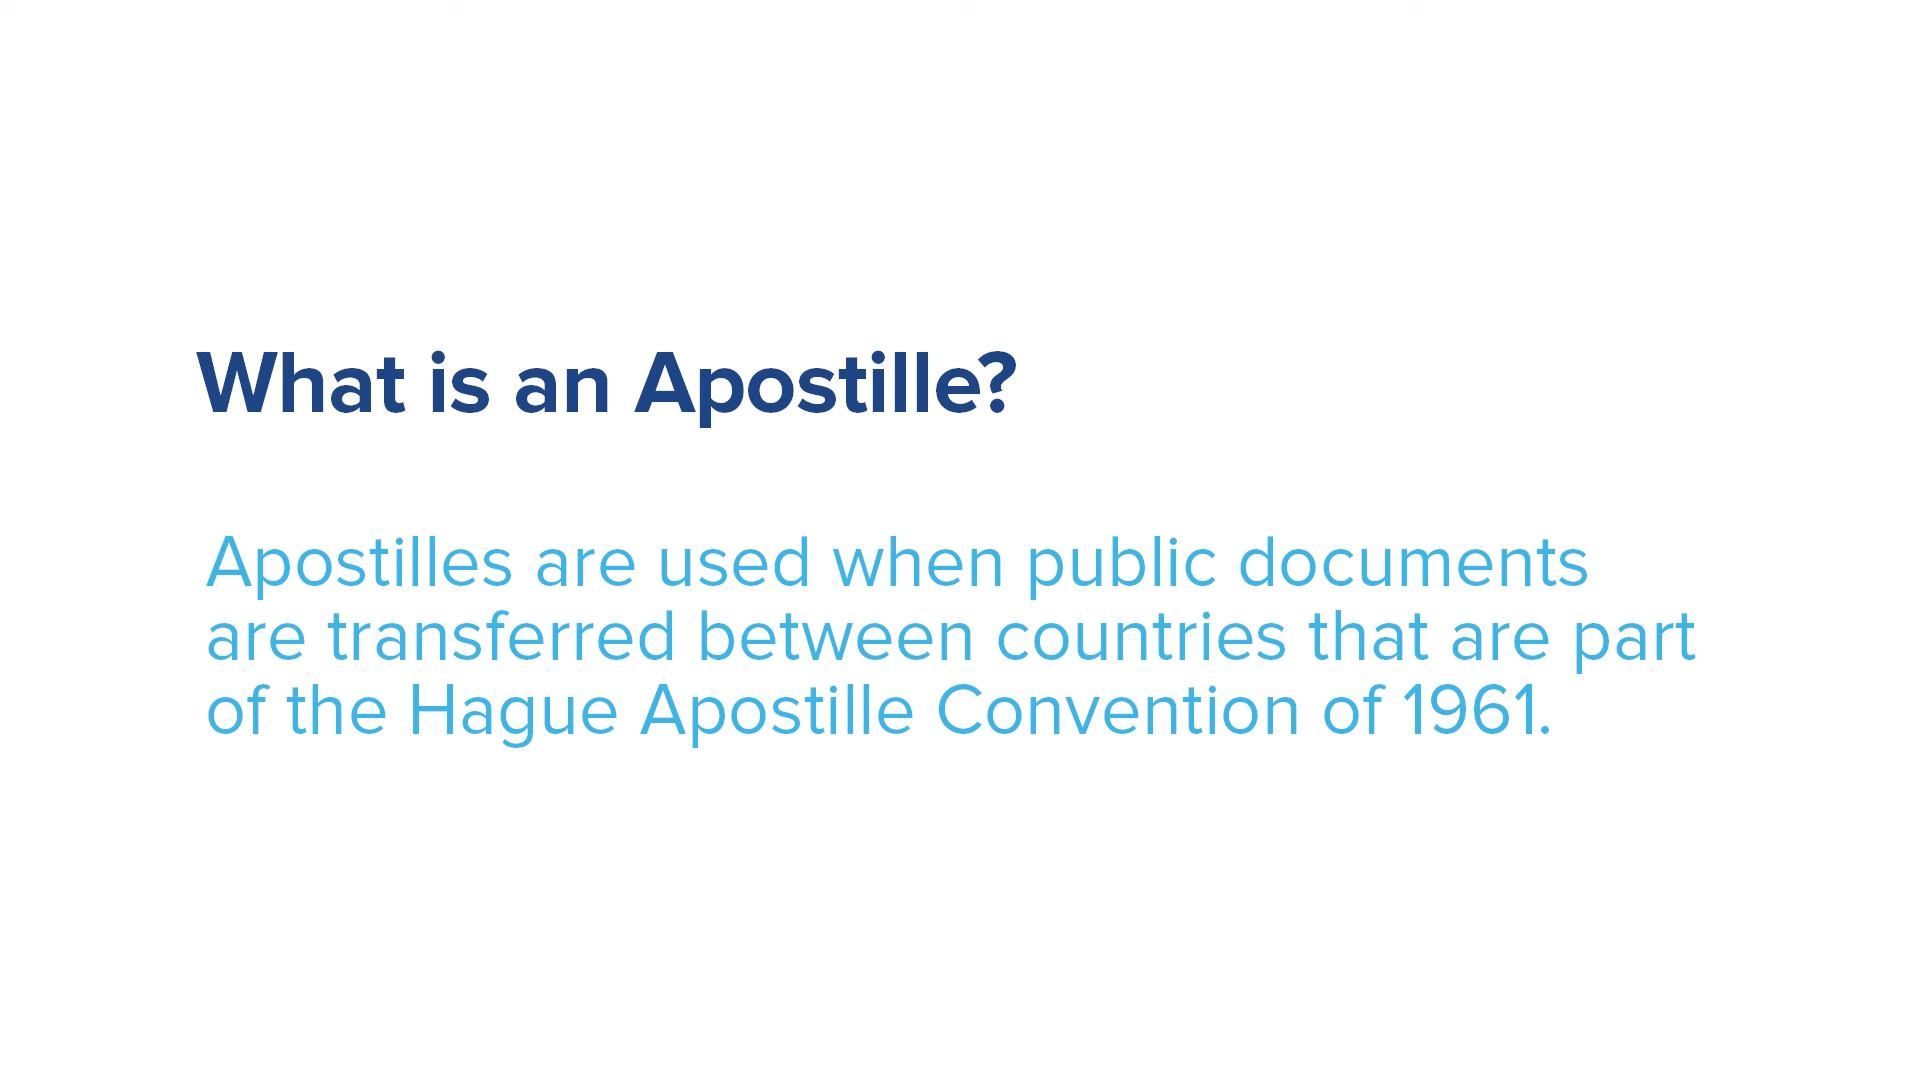 What is an Apostille?
Apostilles are used when public documents
are transferred between countries that are part
of the Hague Apostille Convention of 1961.